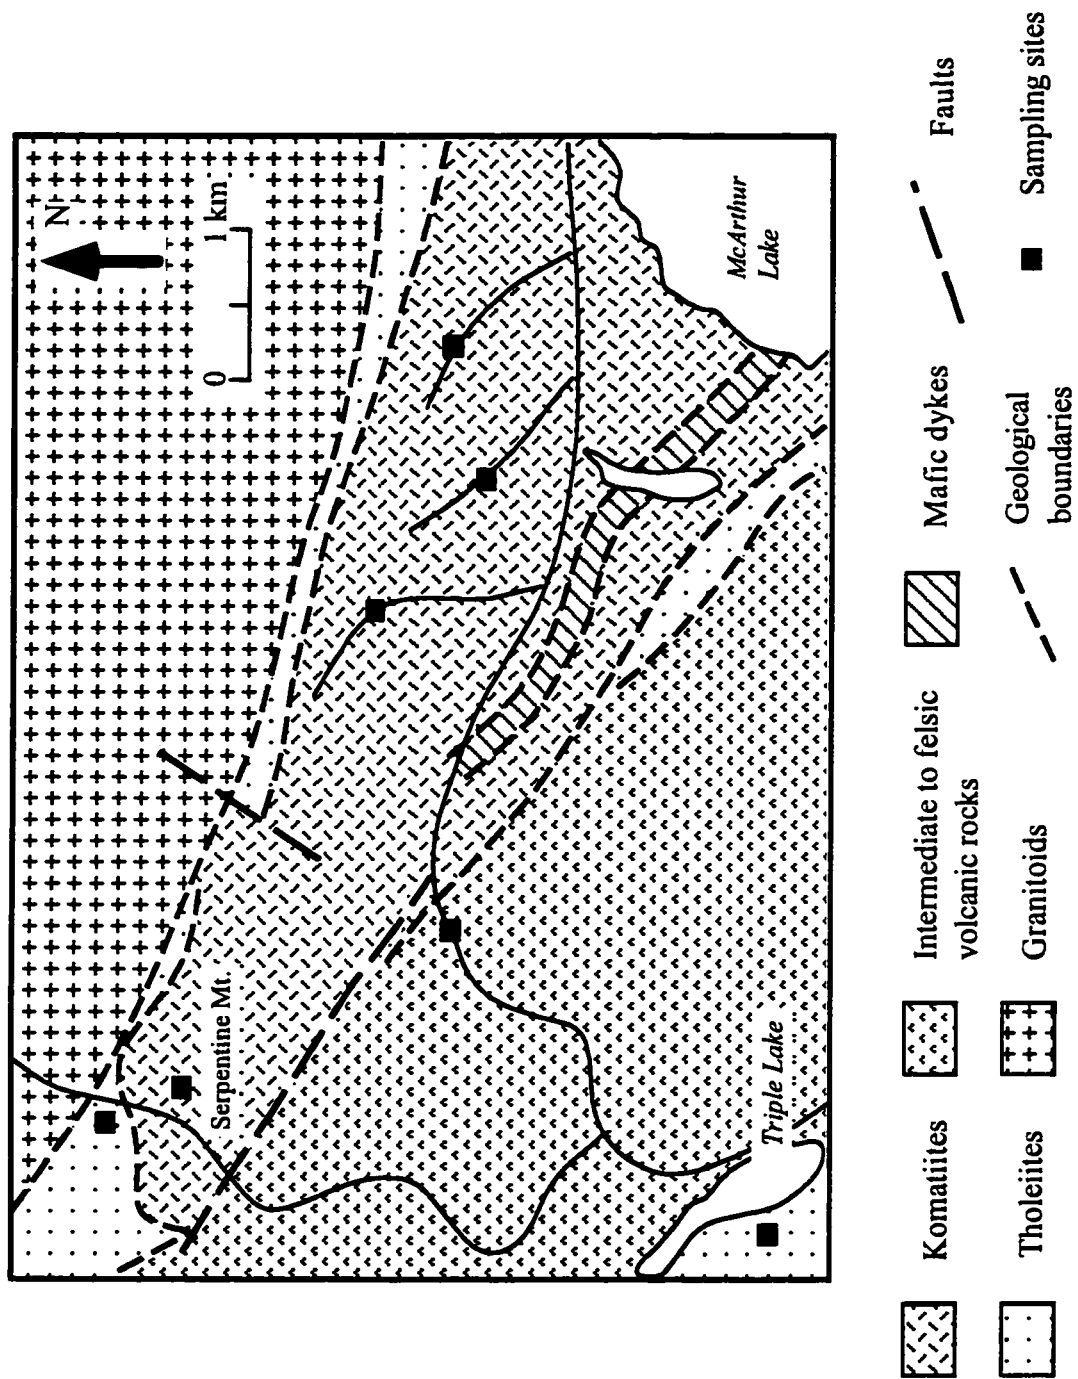 N
0 1 km
Serpentine Mt.
McArthur
Lake
Triple Lake
Komatiites
Intermediate to felsic
volcanic rocks
Mafic dykes
Faults
Tholeiites
Granitoids
Geological
boundaries
Sampling sites